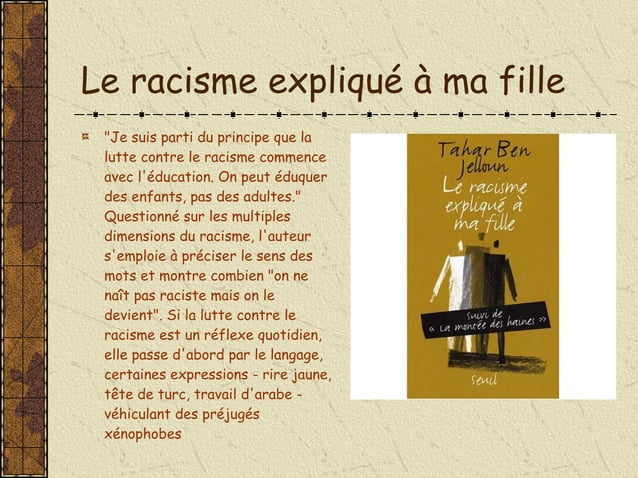 Le racisme expliqué à ma fille
"Je suis parti du principe que la
lutte contre le racisme commence
avec l'éducation. On peut éduquer
des enfants, pas des adultes."
Questionné sur les multiples
dimensions du racisme, l'auteur
s'emploie à préciser le sens des
mots et montre combien "on ne
naît pas raciste mais on le
devient". Si la lutte contre le
racisme est un réflexe quotidien,
elle passe d'abord par le langage,
certaines expressions - rire jaune,
tête de turc, travail d'arabe -
véhiculant des préjugés
xénophobes
Tahar Ben
Jelloun
Le racisme
expliqué à
ma fille
Suivi de
« La montée des haines »
Seuil